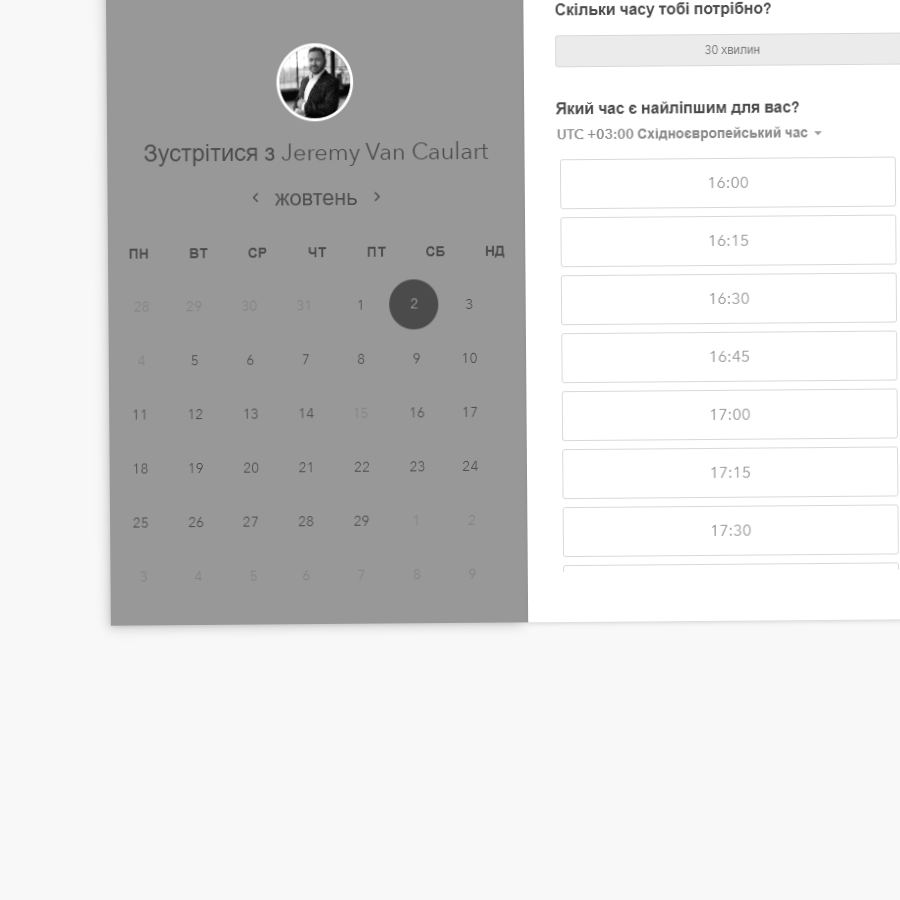 Зустрітися з Jeremy Van Caulart
‹ жовтень ›
ПН ВТ СР ЧТ ПТ СБ НД
28 29 30 31 1 2 3
4 5 6 7 8 9 10
11 12 13 14 15 16 17
18 19 20 21 22 23 24
25 26 27 28 29 1 2
3 4 5 6 7 8 9
Скільки часу тобі потрібно?
30 хвилин
Який час є найліпшим для вас?
UTC +03:00 Східноєвропейський час
16:00
16:15
16:30
16:45
17:00
17:15
17:30